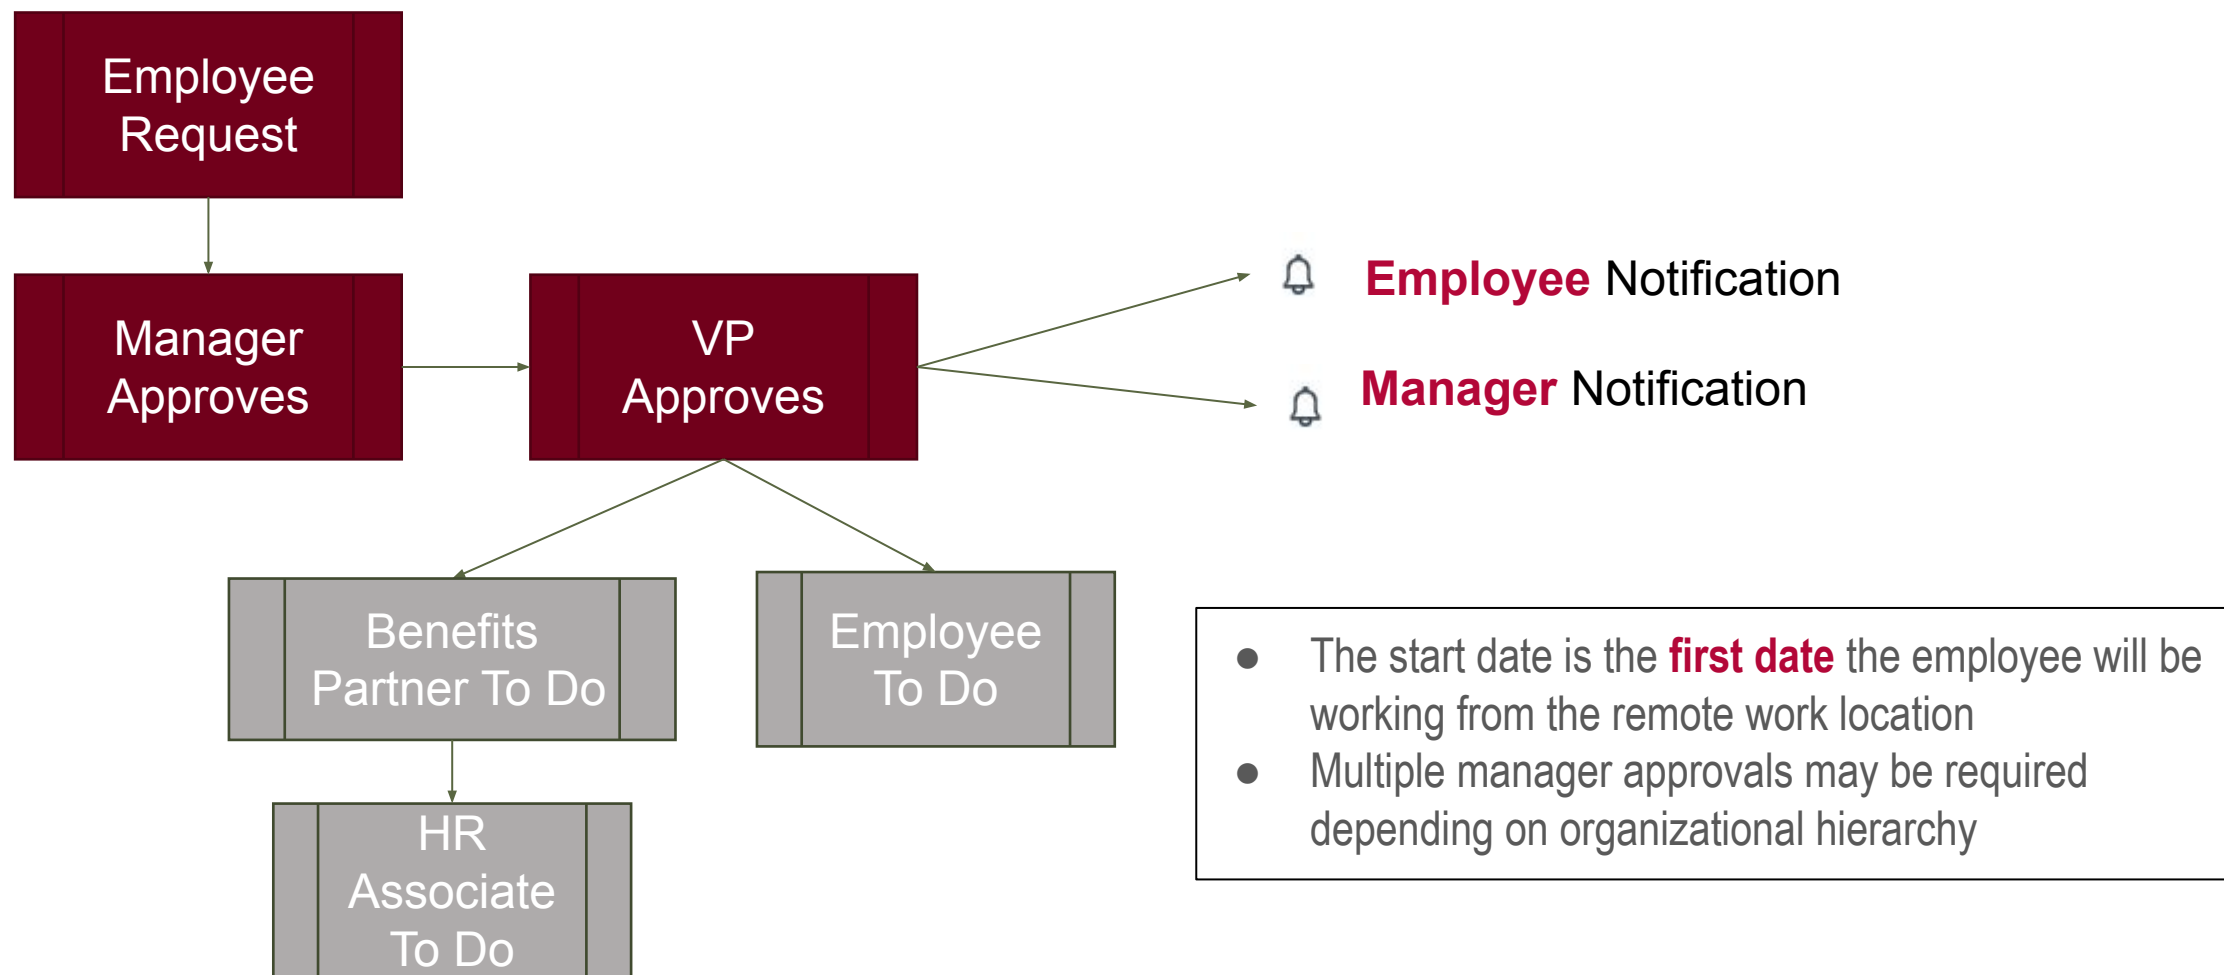 Employee
Request
Manager
Approves
VP
Approves
Employee Notification
Manager Notification
Benefits
Partner To Do
Employee
To Do
HR
Associate
To Do
● The start date is the first date the employee will be
working from the remote work location
● Multiple manager approvals may be required
depending on organizational hierarchy